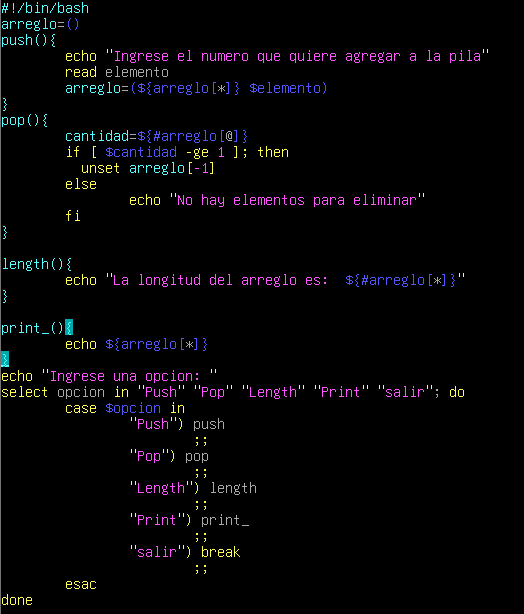 #!/bin/bash
arreglo=()
push(){
        echo "Ingrese el numero que quiere agregar a la pila"
        read elemento
        arreglo=(${arreglo[*]} $elemento)
}
pop(){
        cantidad=${#arreglo[@]}
        if [ $cantidad -ge 1 ]; then
          unset arreglo[-1]
        else
                echo "No hay elementos para eliminar"
        fi
}

length(){
        echo "La longitud del arreglo es:  ${#arreglo[*]}"
}

print_(){
        echo ${arreglo[*]}
}
echo "Ingrese una opcion: "
select opcion in "Push" "Pop" "Length" "Print" "salir"; do
        case $opcion in
                "Push") push
                        ;;
                "Pop") pop
                        ;;
                "Length") length
                        ;;
                "Print") print_
                        ;;
                "salir") break
                        ;;
        esac
done